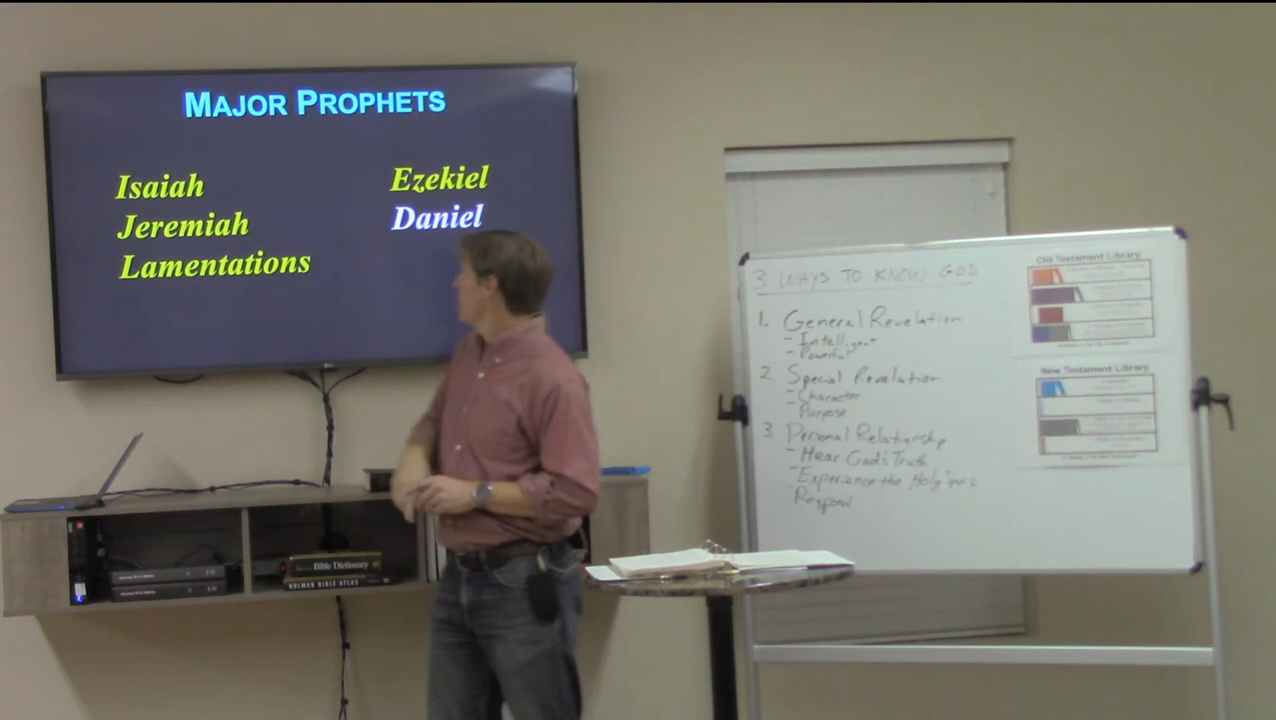 MAJOR PROPHETS
Isaiah
Jeremiah
Lamentations
Ezekiel
Daniel
3 WAYS TO KNOW GOD
1. General Revelation
- Intelligent
- Powerful
2. Special Revelation
- Character
- Purpose
3. Personal Relationship
- Hear God's Truth
- Experience the Holy
- Respond
Old Testament Library
New Testament Library
Bible Dictionary
HOLMAN BIBLE ATLAS